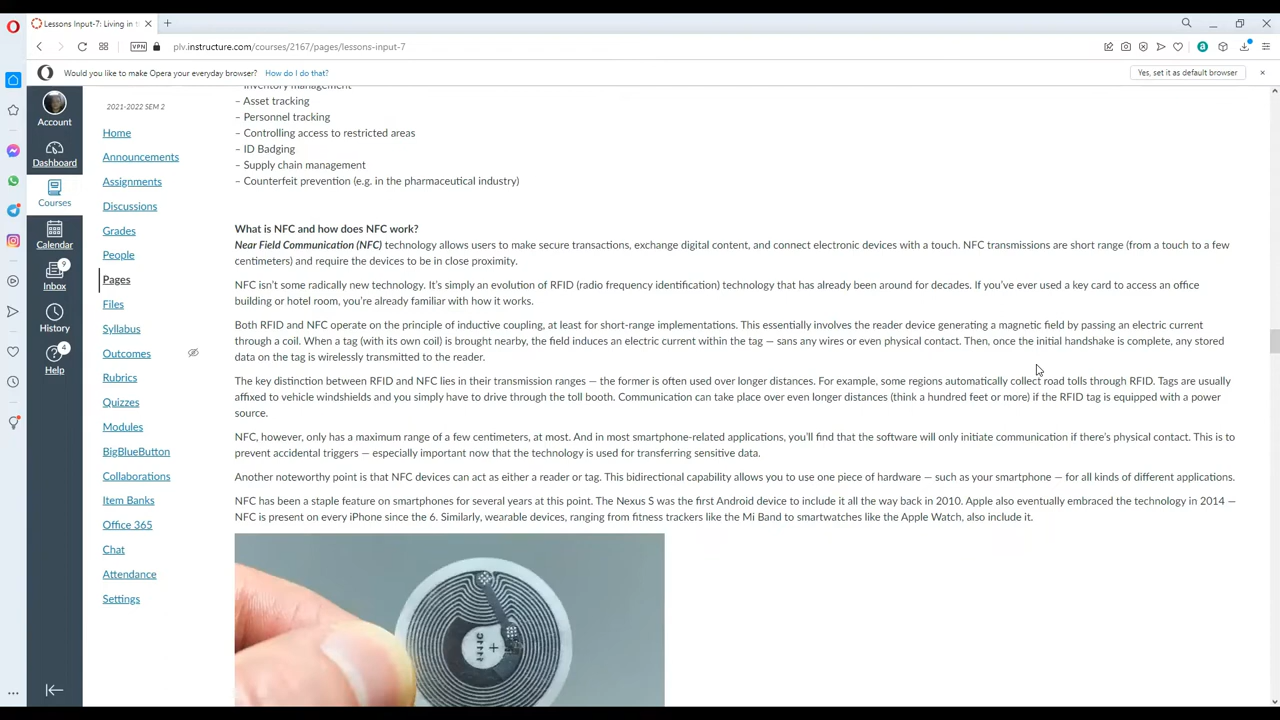 Lessons Input-7: Living in t
plv.instructure.com/courses/2167/pages/lessons-input-7
VPN
Would you like to make Opera your everyday browser? How do I do that?
Yes, set it as default browser
Account
Dashboard
Courses
Calendar
9
Inbox
History
4
Help
2021-2022 SEM 2
Home
Announcements
Assignments
Discussions
Grades
People
Pages
Files
Syllabus
Outcomes
Rubrics
Quizzes
Modules
BigBlueButton
Collaborations
Item Banks
Office 365
Chat
Attendance
Settings
– Inventory management
– Asset tracking
– Personnel tracking
– Controlling access to restricted areas
– ID Badging
– Supply chain management
– Counterfeit prevention (e.g. in the pharmaceutical industry)
What is NFC and how does NFC work?
Near Field Communication (NFC) technology allows users to make secure transactions, exchange digital content, and connect electronic devices with a touch. NFC transmissions are short range (from a touch to a few
centimeters) and require the devices to be in close proximity.
NFC isn't some radically new technology. It's simply an evolution of RFID (radio frequency identification) technology that has already been around for decades. If you've ever used a key card to access an office
building or hotel room, you're already familiar with how it works.
Both RFID and NFC operate on the principle of inductive coupling, at least for short-range implementations. This essentially involves the reader device generating a magnetic field by passing an electric current
through a coil. When a tag (with its own coil) is brought nearby, the field induces an electric current within the tag — sans any wires or even physical contact. Then, once the initial handshake is complete, any stored
data on the tag is wirelessly transmitted to the reader.
The key distinction between RFID and NFC lies in their transmission ranges — the former is often used over longer distances. For example, some regions automatically collect road tolls through RFID. Tags are usually
affixed to vehicle windshields and you simply have to drive through the toll booth. Communication can take place over even longer distances (think a hundred feet or more) if the RFID tag is equipped with a power
source.
NFC, however, only has a maximum range of a few centimeters, at most. And in most smartphone-related applications, you'll find that the software will only initiate communication if there's physical contact. This is to
prevent accidental triggers — especially important now that the technology is used for transferring sensitive data.
Another noteworthy point is that NFC devices can act as either a reader or tag. This bidirectional capability allows you to use one piece of hardware — such as your smartphone — for all kinds of different applications.
NFC has been a staple feature on smartphones for several years at this point. The Nexus S was the first Android device to include it all the way back in 2010. Apple also eventually embraced the technology in 2014 —
NFC is present on every iPhone since the 6. Similarly, wearable devices, ranging from fitness trackers like the Mi Band to smartwatches like the Apple Watch, also include it.